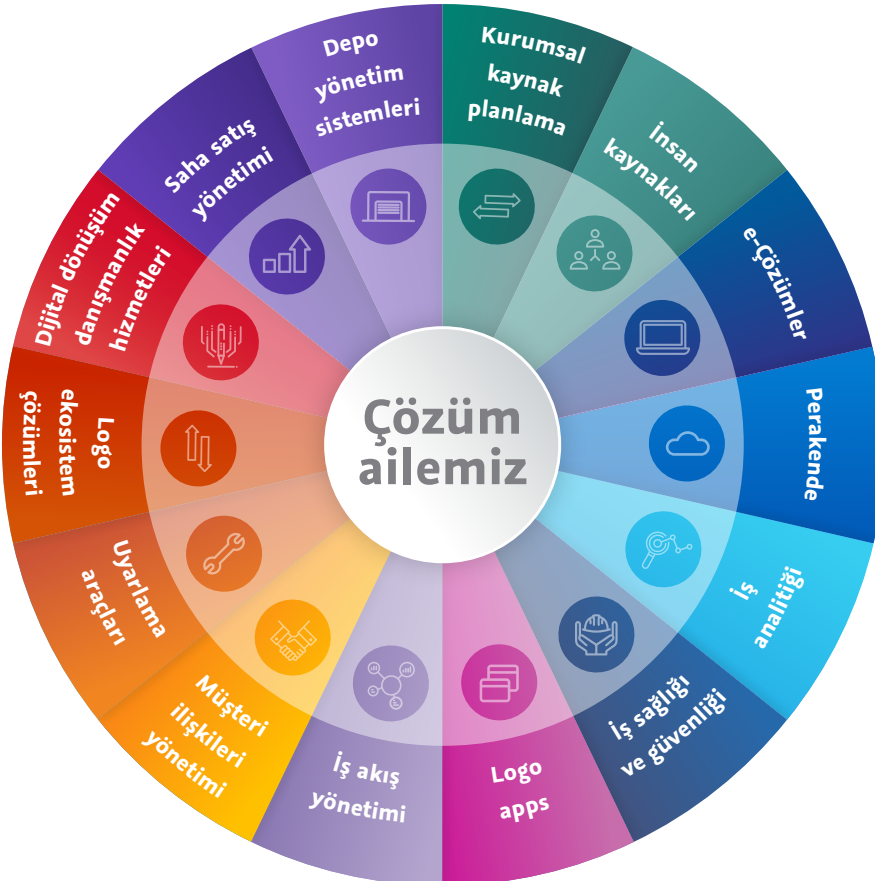 Çözüm
ailemiz
Kurumsal
kaynak
planlama
İnsan
kaynakları
e-Çözümler
Perakende
İş
analitiği
İş sağlığı
ve güvenliği
Logo
apps
İş akış
yönetimi
Müşteri
ilişkileri
yönetimi
Uyarlama
araçları
Logo
ekosistem
çözümleri
Dijital dönüşüm
danışmanlık
hizmetleri
Saha satış
yönetimi
Depo
yönetim
sistemleri